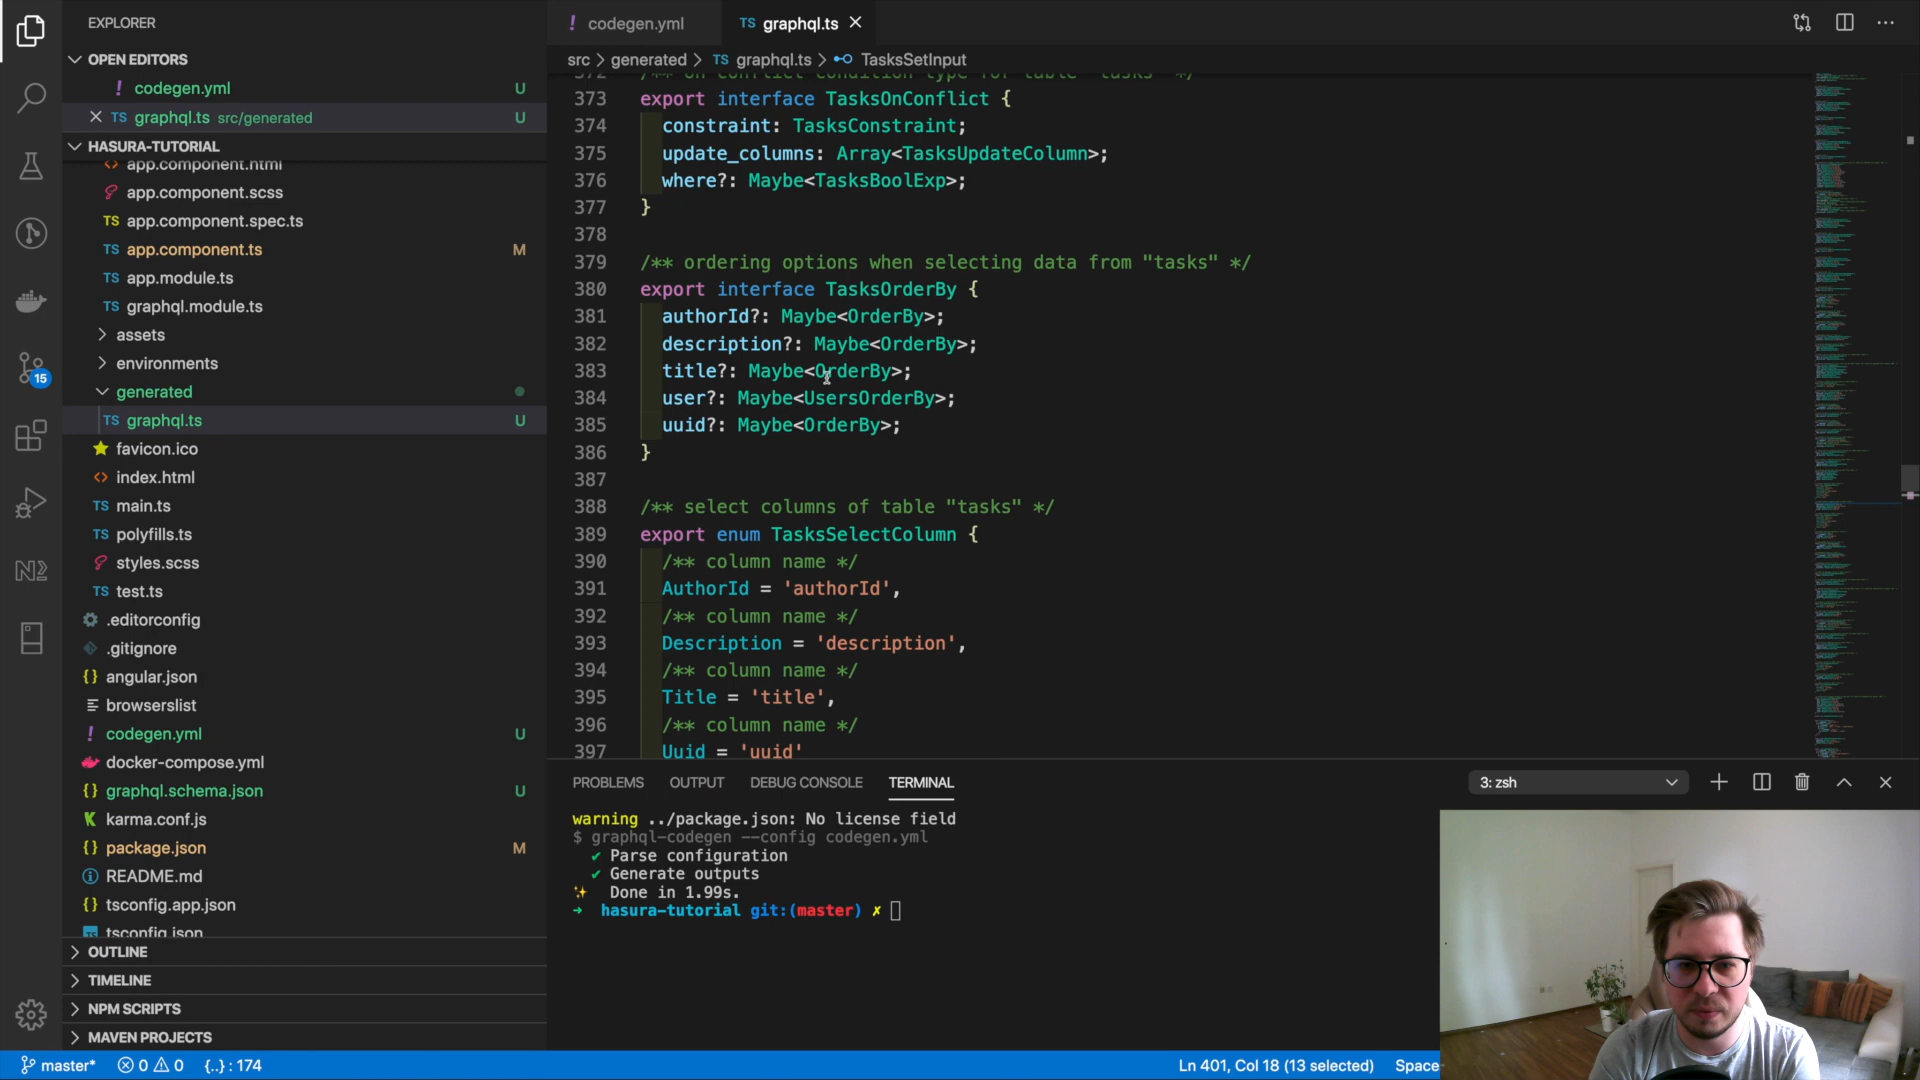 EXPLORER
OPEN EDITORS
! codegen.yml U
TS graphql.ts src/generated U
HASURA-TUTORIAL
app.component.html
app.component.scss
TS app.component.spec.ts
TS app.component.ts M
TS app.module.ts
TS graphql.module.ts
assets
environments
generated
TS graphql.ts U
favicon.ico
index.html
TS main.ts
TS polyfills.ts
styles.scss
TS test.ts
.editorconfig
.gitignore
{} angular.json
browserslist
! codegen.yml U
docker-compose.yml
{} graphql.schema.json U
karma.conf.js
{} package.json M
README.md
{} tsconfig.app.json
tsconfig.json
OUTLINE
TIMELINE
NPM SCRIPTS
MAVEN PROJECTS
15
! codegen.yml
TS graphql.ts
src > generated > TS graphql.ts > TasksSetInput
372 /** on conflict condition type for table "tasks" */
373 export interface TasksOnConflict {
374 constraint: TasksConstraint;
375 update_columns: Array<TasksUpdateColumn>;
376 where?: Maybe<TasksBoolExp>;
377 }
378
379 /** ordering options when selecting data from "tasks" */
380 export interface TasksOrderBy {
381 authorId?: Maybe<OrderBy>;
382 description?: Maybe<OrderBy>;
383 title?: Maybe<OrderBy>;
384 user?: Maybe<UsersOrderBy>;
385 uuid?: Maybe<OrderBy>;
386 }
387
388 /** select columns of table "tasks" */
389 export enum TasksSelectColumn {
390 /** column name */
391 AuthorId = 'authorId',
392 /** column name */
393 Description = 'description',
394 /** column name */
395 Title = 'title',
396 /** column name */
397 Uuid = 'uuid'
PROBLEMS OUTPUT DEBUG CONSOLE TERMINAL
3: zsh
warning ../package.json: No license field
$ graphql-codegen --config codegen.yml
✔ Parse configuration
✔ Generate outputs
✨ Done in 1.99s.
→ hasura-tutorial git:(master) ✗
master* 0 0 {..} : 174
Ln 401, Col 18 (13 selected) Space